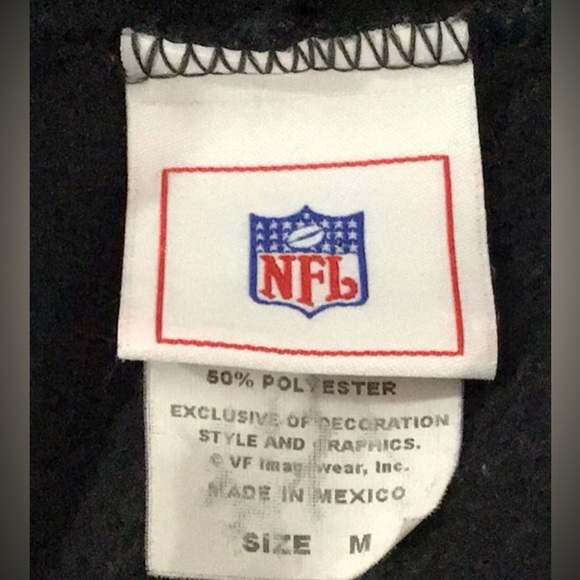 NFL
50% POLYESTER
EXCLUSIVE OF DECORATION
STYLE AND GRAPHICS.
© VF Imagewear, Inc.
MADE IN MEXICO
SIZE M